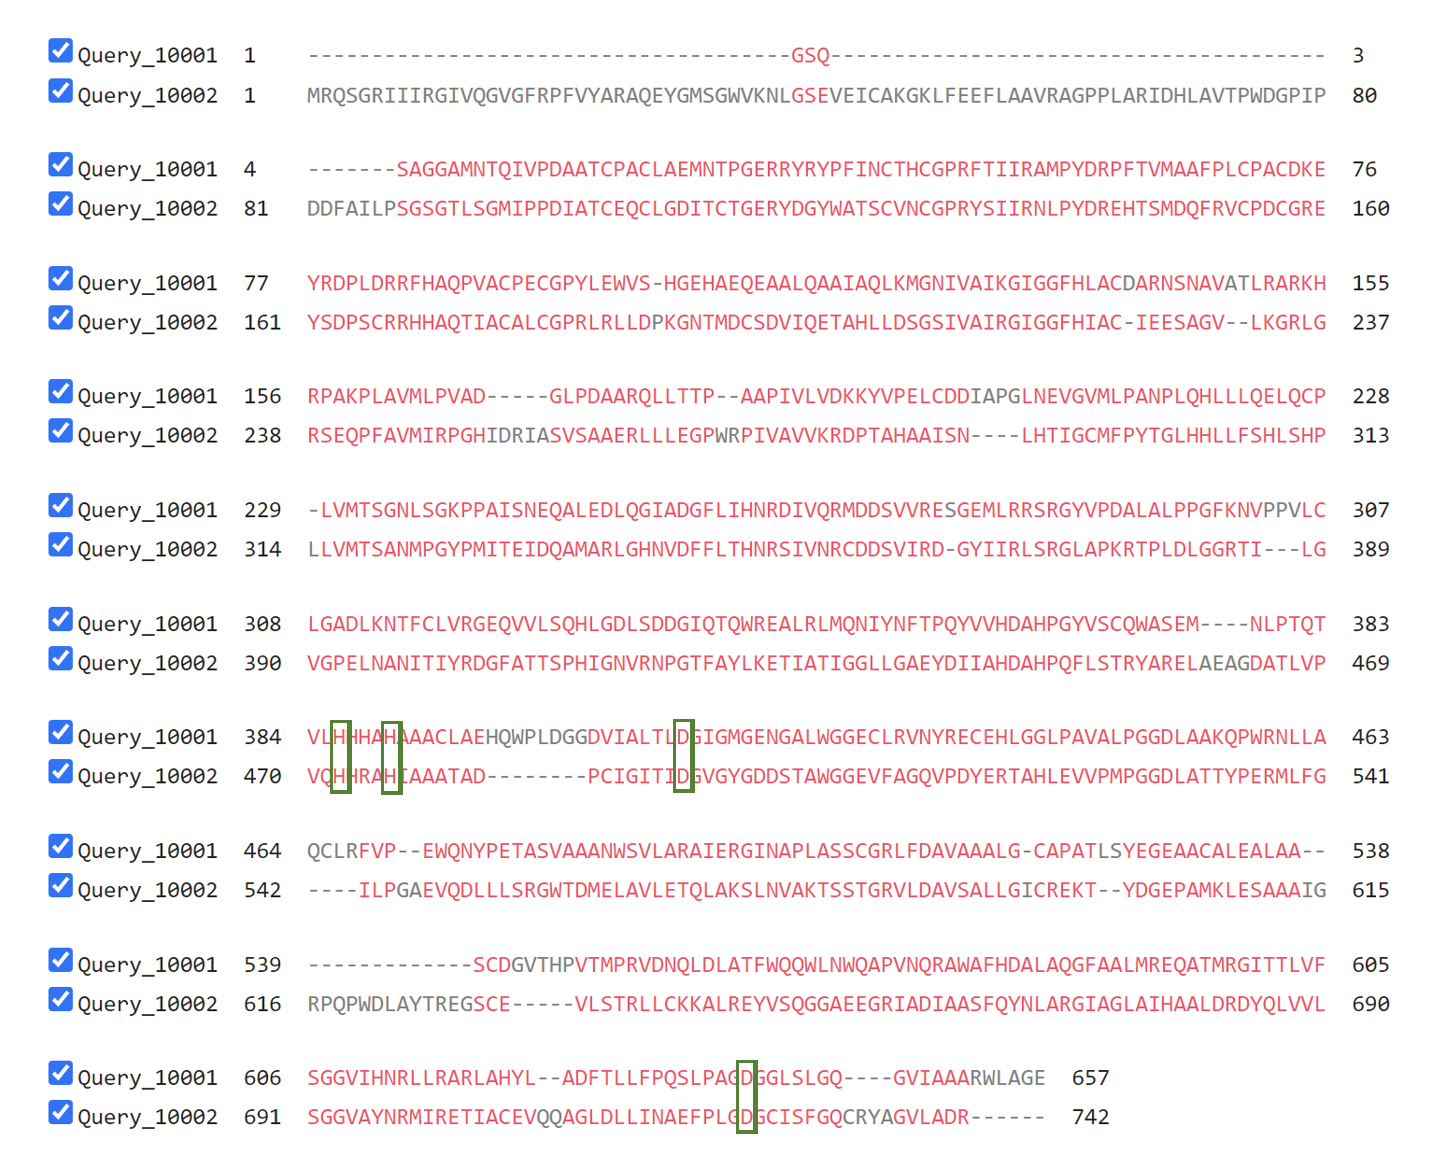 Query_10001 1 --------------------------------------GSQ--------------------------------------- 3
Query_10002 1 MRQSGRIIIRGIVQGVGFRPFVYARAQEYGMSGWVKNLGSEVEICAKGKLFEEFLAAVRAGPPLARIDHLAVTPWDGPIP 80
Query_10001 4 -------SAGGAMNTQIVPDAATCPACLAEMNTPGERRYRYPFINCTHCGPRFTIIRAMPYDRPFTVMAAFPLCPACDKE 76
Query_10002 81 DDFAILPSGSGTLSGMIPPDIATCEQCLGDITCTGERYDGYWATSCVNCGPRYSIIRNLPYDREHTSMDQFRVCPDCGRE 160
Query_10001 77 YRDPLDRRFHAQPVACPECGPYLEWVS-HGEHAEQEAALQAAIAQLKMGNIVAIKGIGGFHLACDARNSNAVATLRARKH 155
Query_10002 161 YSDPSCRRHHAQTIACALCGPRLRLLLDPKGNTMDCSDVIQETAHLLDSGSIVAIRGIGGFHIAC-IEESAGV--LKGRLG 237
Query_10001 156 RPAKPLAVMLPVAD-----GLPDAARQLLTTP--AAPIVLVDKKYVPELCDDIAPGLNEVGVMLPANPLQHLLLQELQCP 228
Query_10002 238 RSEQPFAVMIRPGHIDRIASVSAAERLLLEGPWRPIVAVVKRDPTAHAAISN----LHTIGCMFPYTGLHHLLFSHLSHP 313
Query_10001 229 -LVMTSGNLSGKPPAISNEQALEDLQGIADGFLIHNRDIVQRMDDSVVRESGEMLRRSRGYVPDALALPPGFKNVPPVLC 307
Query_10002 314 LLVMTSANMPGYPMITEIDQAMARLGHNVDFFLTHNRSIVNRCDDSVIRD-GYIIRLSRGLAPKRTPLDLGGRTI---LG 389
Query_10001 308 LGADLKNTFCLVRGEQVVLSQHLGDLSDDGIQTQWREALRLMQNIYNFTPQYVVHDAHPGYVSCQWASEM----NLPTQT 383
Query_10002 390 VGPELNANITIYRDGFATTSPHIGNVRNPGTFAYLKETIATIGGLLGAEYDIIAHDAHPQFLSTRYARELAEAGDATLVP 469
Query_10001 384 VLHHHAHAAACLAEHQWPLDGGDVIALTLDGIGMGENGALWGGECLRVNYRECEHLGGLPAVALPGGDLAAKQPWRNLLA 463
Query_10002 470 VQHHRAHIAAATAD--------PCIGITIDGVGYGDDSTAWGGEVFAGQVPDYERTAHLEVVPMPGGDLATTYPERMLFG 541
Query_10001 464 QCLRFVP--EWQNYPETASVAAANWSVLARAIERGINAPLASSCGRLFDAVAAALG-CAPATLSYEGEAACALEALAA-- 538
Query_10002 542 ----ILPGAEVQDLLLSRGWTDMELAVLETQLAKSLNVAKTSSTGRVLDAVSALLGICREKT--YDGEPAMKLESAAAIG 615
Query_10001 539 -------------SCDGVTHPVTMPRVDNQLDLATFWQQWLNWQAPVNQRAWAFHDALAQGFAALMREQATMRGITTLVF 605
Query_10002 616 RPQPWDLAYTREGSCE-----VLSTRLLCKKALREYVSQGGAEEGRIADIAASFQYNLARGIAGLAIHAALDRDYQLVVL 690
Query_10001 606 SGGVIHNRLLRARLAHYL--ADFTLLFPQSLPAGDGGLSLGQ----GVIAAARWLAGE 657
Query_10002 691 SGGVAYNRMIRETIACEVQQAGLDLLINAEFPLGDGCISFGQCRYAGVLADR------ 742